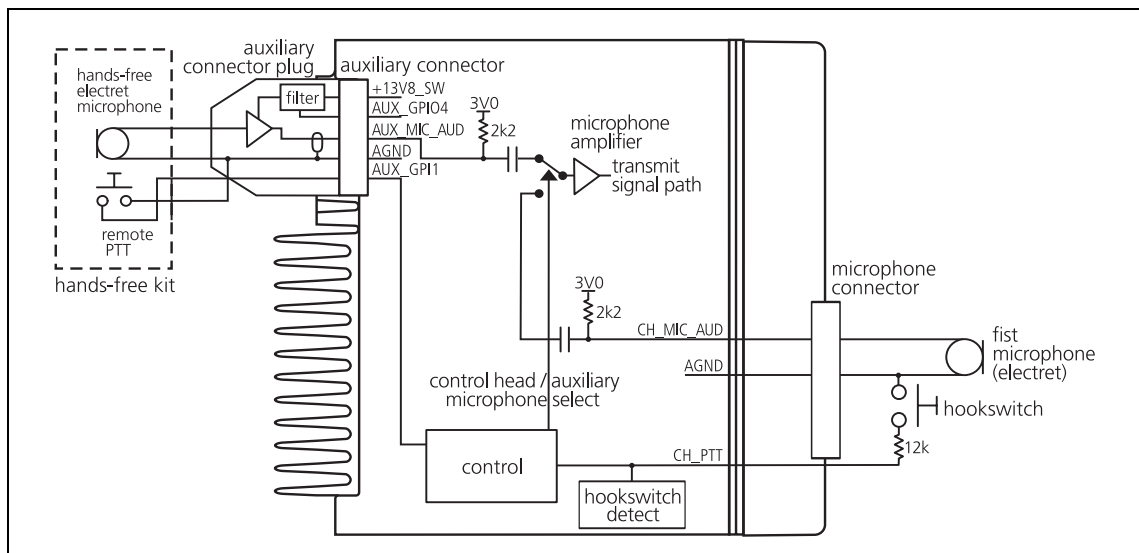 auxiliary
connector plug
auxiliary connector
hands-free
electret
microphone
filter
+13V8_SW
AUX_GPIO4
AUX_MIC_AUD
AGND
AUX_GPI1
3V0
2k2
microphone
amplifier
transmit
signal path
remote
PTT
hands-free kit
3V0
2k2
microphone
connector
CH_MIC_AUD
AGND
fist
microphone
(electret)
control head / auxiliary
microphone select
hookswitch
12k
control
CH_PTT
hookswitch
detect